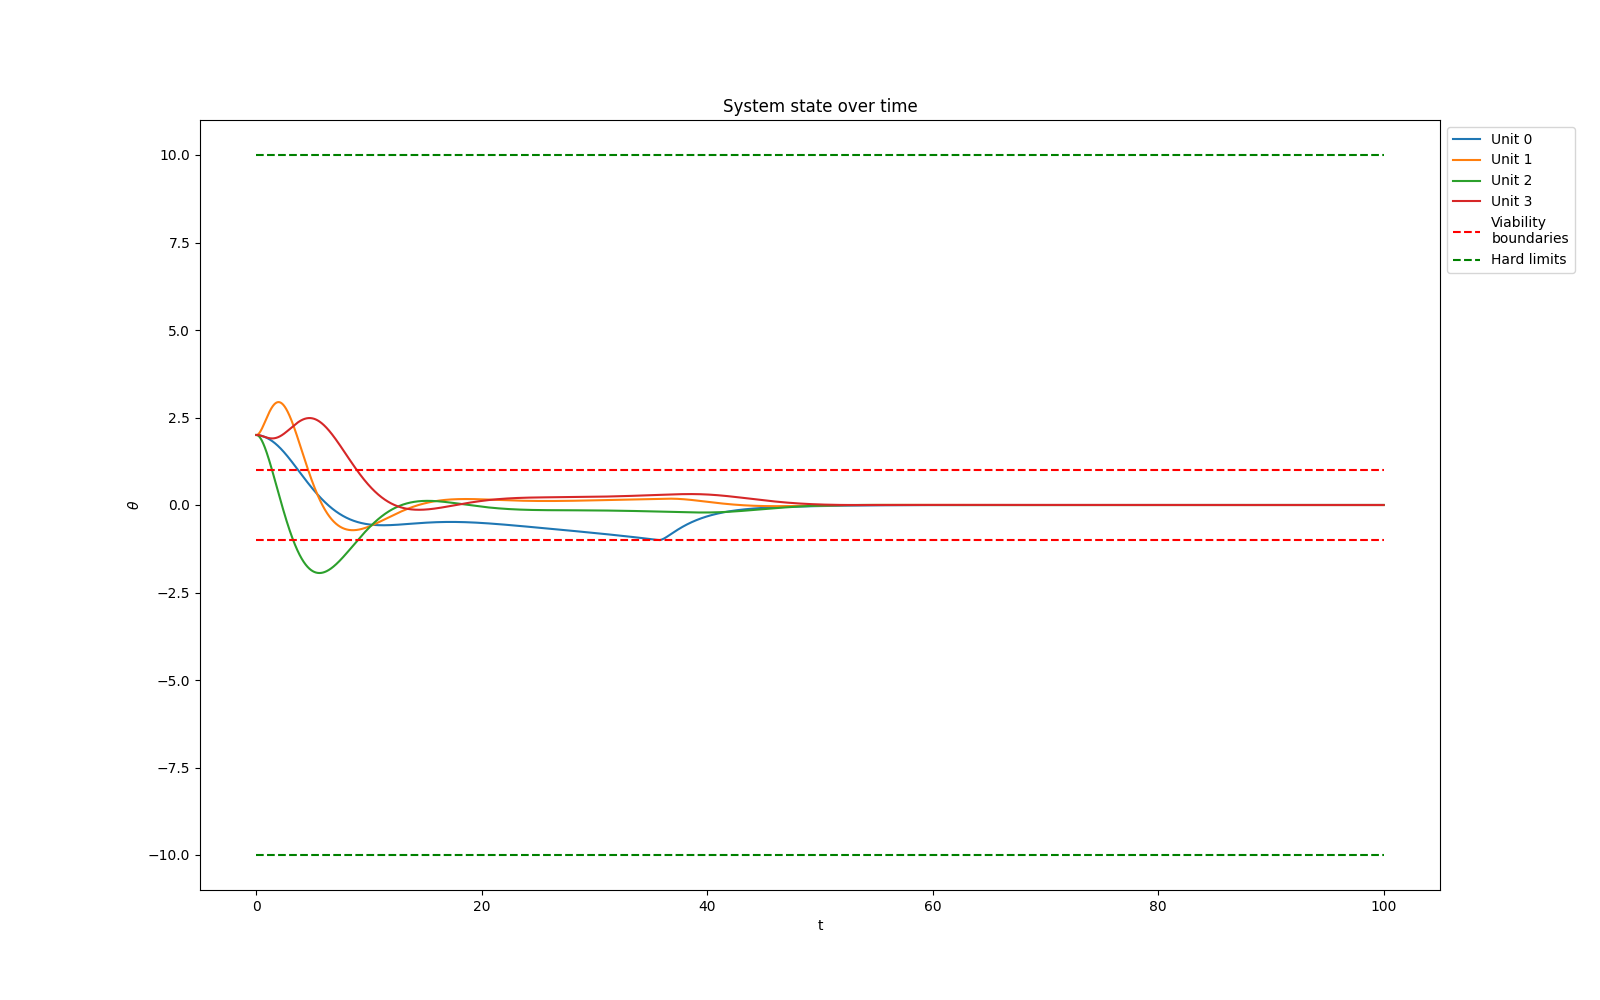 System state over time
10.0
7.5
5.0
2.5
0.0
−2.5
−5.0
−7.5
−10.0
θ
0
20
40
60
80
100
t
Unit 0
Unit 1
Unit 2
Unit 3
Viability
boundaries
Hard limits